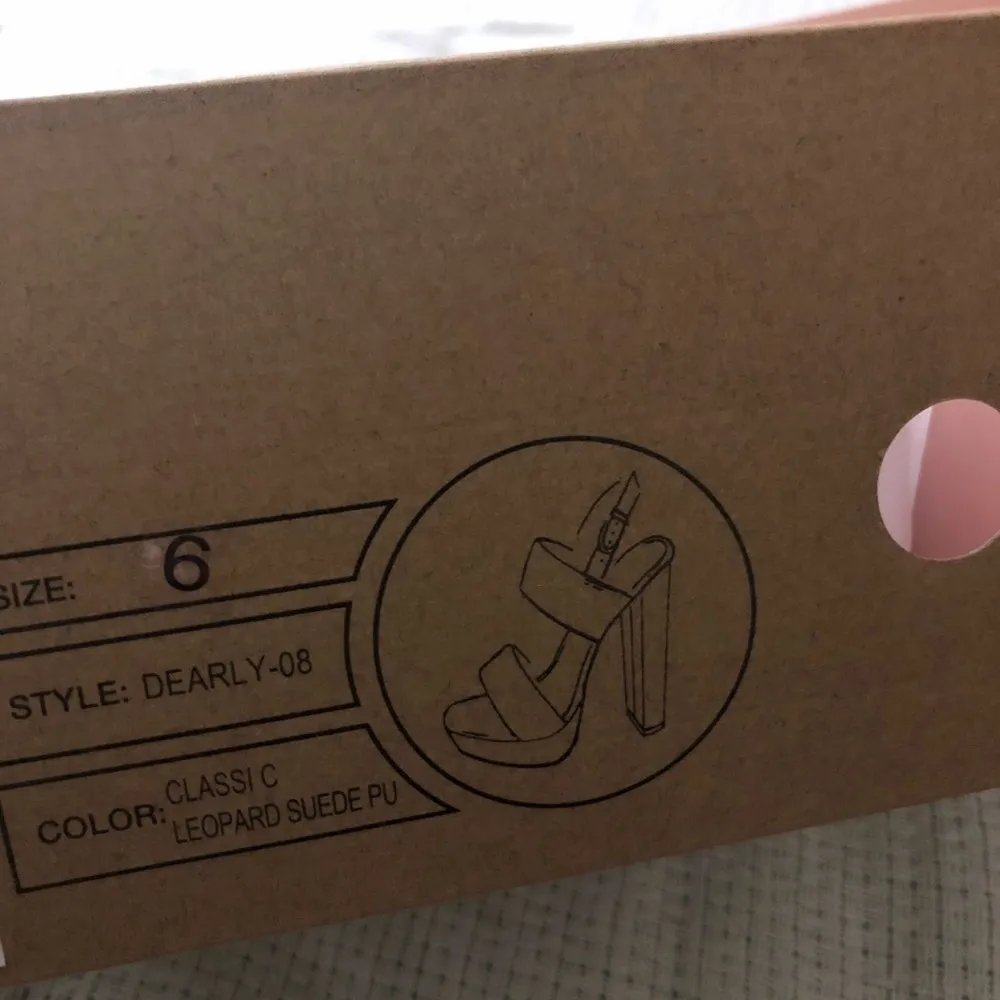 SIZE: 6
STYLE: DEARLY-08
COLOR: CLASSI C
LEOPARD SUEDE PU